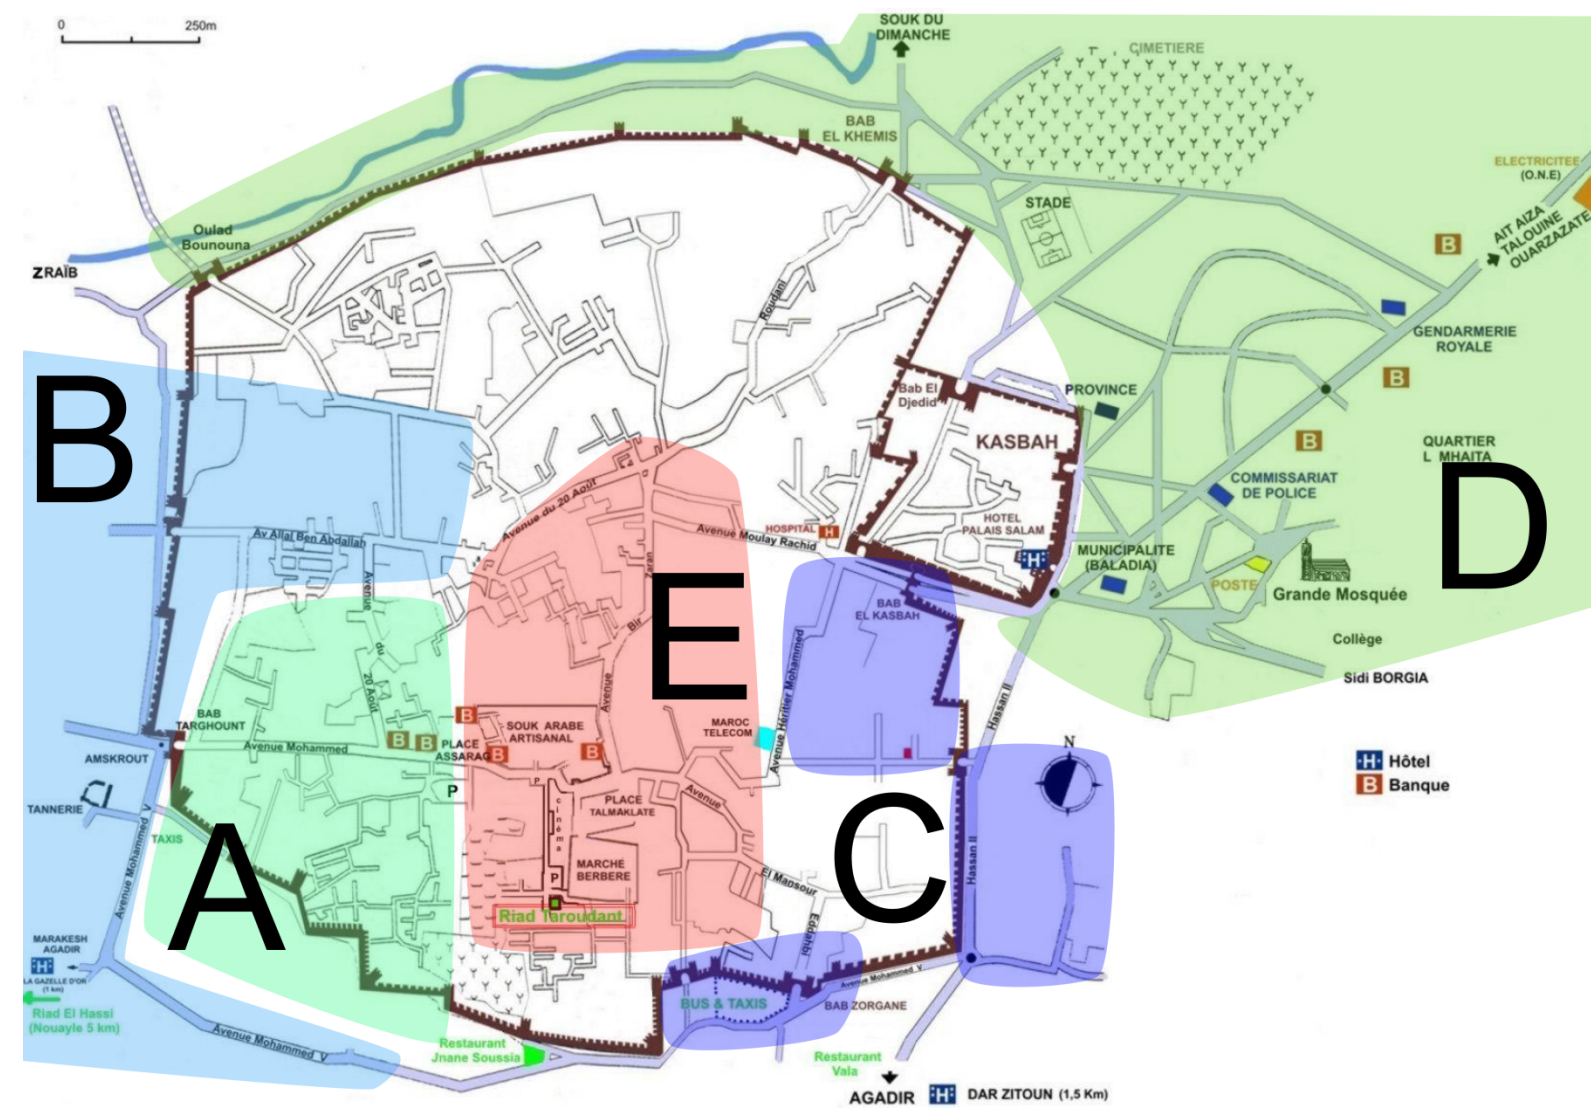 0 250m
SOUK DU
DIMANCHE
CIMETIERE
BAB
EL KHEMIS
ELECTRICITEE
(O.N.E)
STADE
AIT AIZA
TALOUINE
OUARZAZATE
Oulad
Bounouna
ZRAÏB
B
GENDARMERIE
ROYALE
Roudani
B
Bab El
Djedid
PROVINCE
B
KASBAH
B
QUARTIER
L MHAITA
D
COMMISSARIAT
DE POLICE
Avenue du 20 Août
HOTEL
PALAIS SALAM
Avenue Moulay Rachid
HOSPITAL H
Av Allal Ben Abdallah
H
MUNICIPALITE
(BALADIA)
POSTE
Grande Mosquée
E
Avenue du 20 Août
Avenue Bir Zaran
BAB
EL KASBAH
Collège
Sidi BORGIA
Avenue Héritier Mohammed
Hassan II
BAB
TARGHOUNT
B
B B
PLACE
ASSARAG
SOUK ARABE
ARTISANAL
B B
MAROC
TELECOM
Avenue Mohammed V
AMSKROUT
N
H Hôtel
B Banque
P
P
cinéma
PLACE
TALMAKLATE
Avenue El Mansour Eddahbi
TANNERIE
TAXIS
A
C
MARCHE
BERBERE
P
Hassan II
Riad Taroudant
MARAKESH
AGADIR
H
LA GAZELLE D'OR
(1 km)
Riad El Hassi
(Nouayle 5 km)
Avenue Mohammed V
BUS & TAXIS
Avenue Mohammed V
BAB ZORGANE
Restaurant
Jnane Soussia
Restaurant
Vala
AGADIR H DAR ZITOUN (1,5 Km)